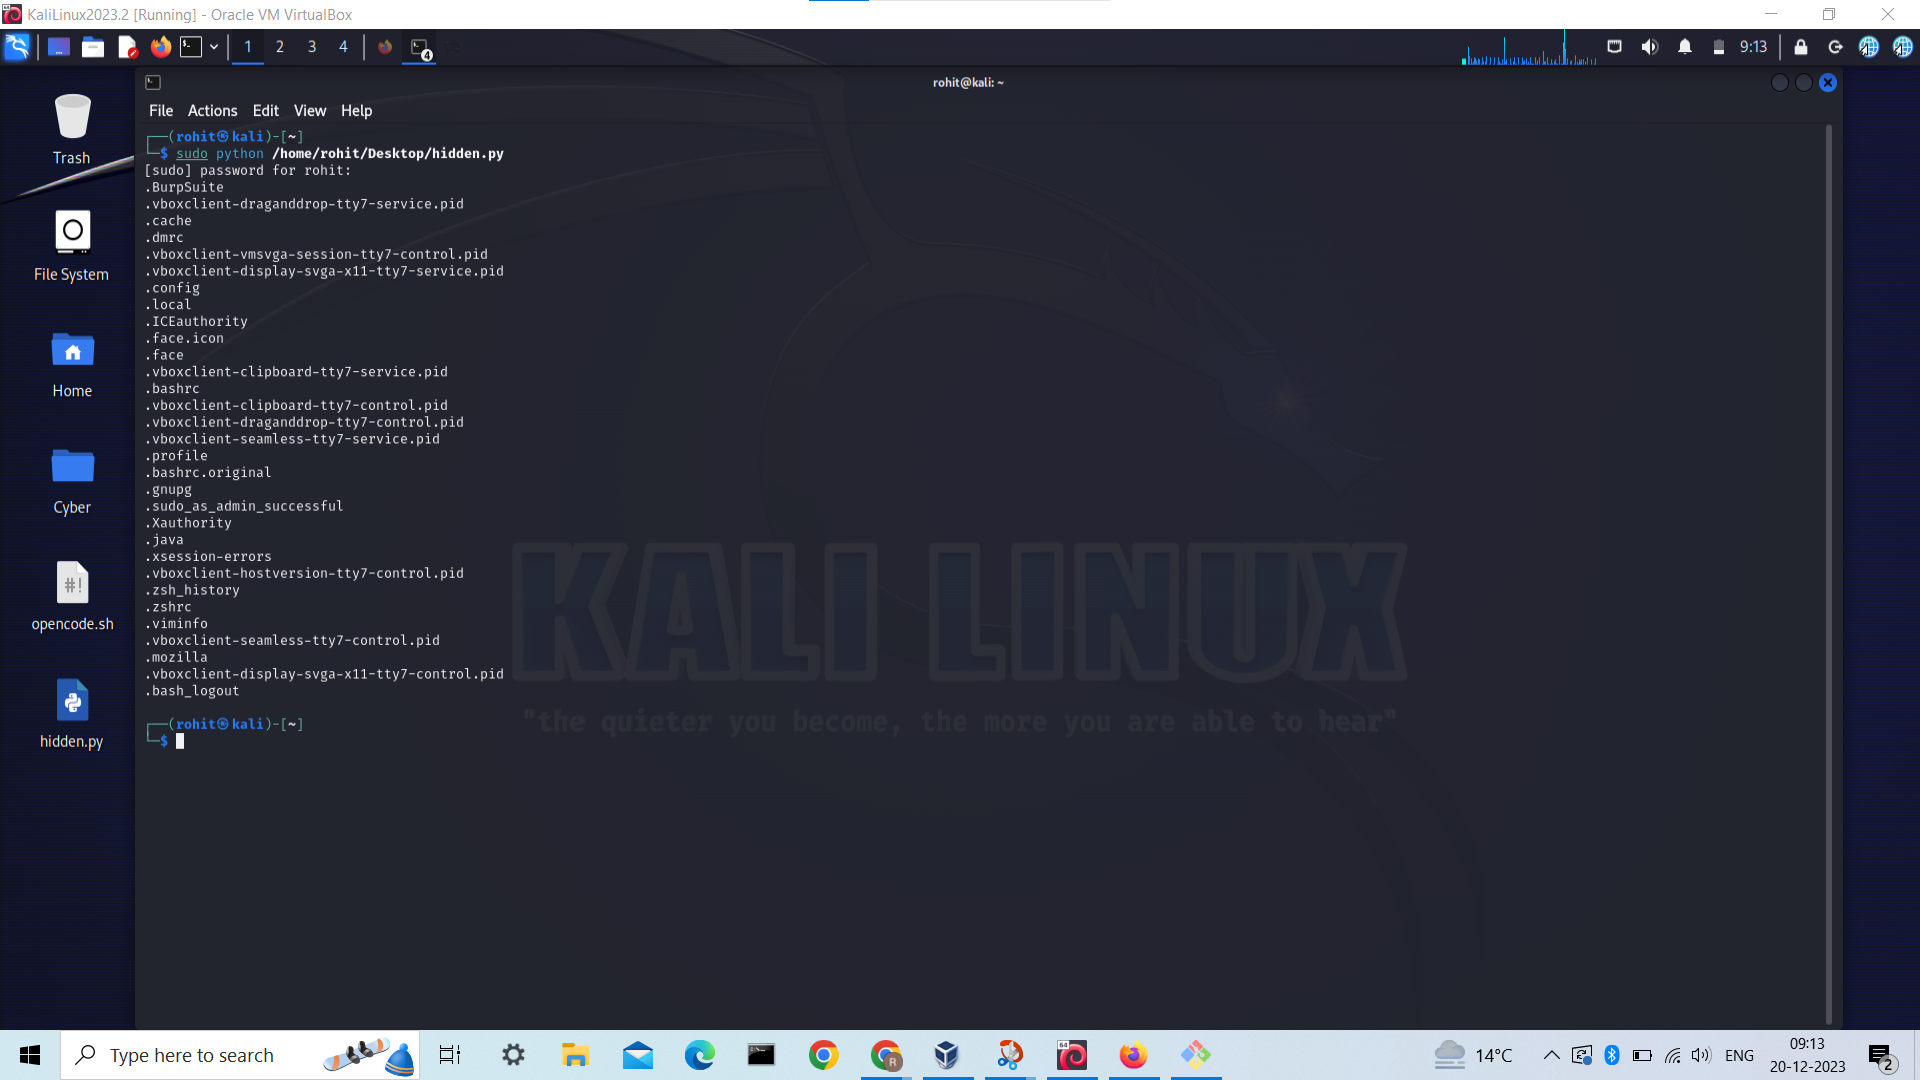 KaliLinux2023.2 [Running] - Oracle VM VirtualBox
1 2 3 4
4
9:13
rohit@kali: ~
File Actions Edit View Help
┌──(rohit㉿kali)-[~]
└─$ sudo python /home/rohit/Desktop/hidden.py
[sudo] password for rohit:
.BurpSuite
.vboxclient-draganddrop-tty7-service.pid
.cache
.dmrc
.vboxclient-vmsvga-session-tty7-control.pid
.vboxclient-display-svga-x11-tty7-service.pid
.config
.local
.ICEauthority
.face.icon
.face
.vboxclient-clipboard-tty7-service.pid
.bashrc
.vboxclient-clipboard-tty7-control.pid
.vboxclient-draganddrop-tty7-control.pid
.vboxclient-seamless-tty7-service.pid
.profile
.bashrc.original
.gnupg
.sudo_as_admin_successful
.Xauthority
.java
.xsession-errors
.vboxclient-hostversion-tty7-control.pid
.zsh_history
.zshrc
.viminfo
.vboxclient-seamless-tty7-control.pid
.mozilla
.vboxclient-display-svga-x11-tty7-control.pid
.bash_logout
┌──(rohit㉿kali)-[~]
└─$
Trash
File System
Home
Cyber
#!
opencode.sh
hidden.py
KALI LINUX
"the quieter you become, the more you are able to hear"
Type here to search
R
64
14°C
ENG
09:13
20-12-2023
2